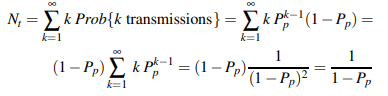 N_t = \sum_{k=1}^{\infty} k Prob{k transmissions} = \sum_{k=1}^{\infty} k P_p^{k-1} (1 - P_p) =
(1 - P_p) \sum_{k=1}^{\infty} k P_p^{k-1} = (1 - P_p) \frac{1}{(1 - P_p)^2} = \frac{1}{1 - P_p}